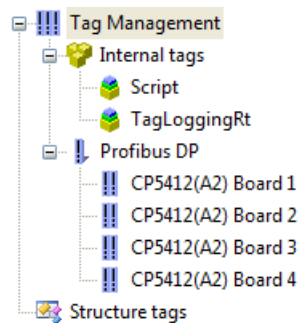 Tag Management
Internal tags
Script
TagLoggingRt
Profibus DP
CP5412(A2) Board 1
CP5412(A2) Board 2
CP5412(A2) Board 3
CP5412(A2) Board 4
Structure tags